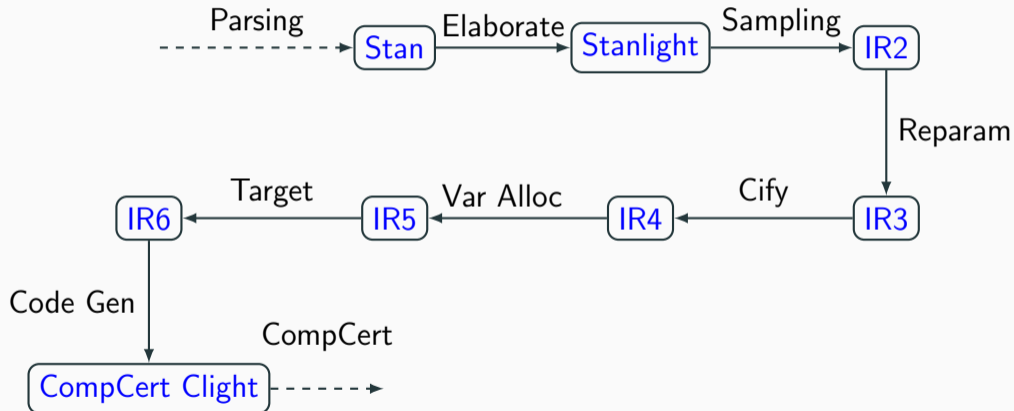 Parsing
Stan
Elaborate
Stanlight
Sampling
IR2
Reparam
IR3
Cify
IR4
Var Alloc
IR5
Target
IR6
Code Gen
CompCert Clight
CompCert